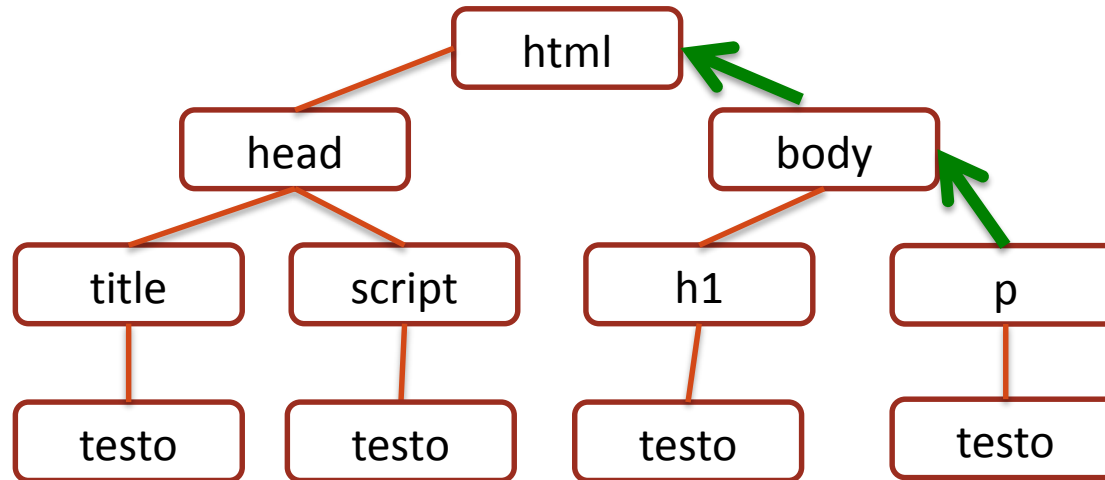 html
head
body
title
script
h1
p
testo
testo
testo
testo